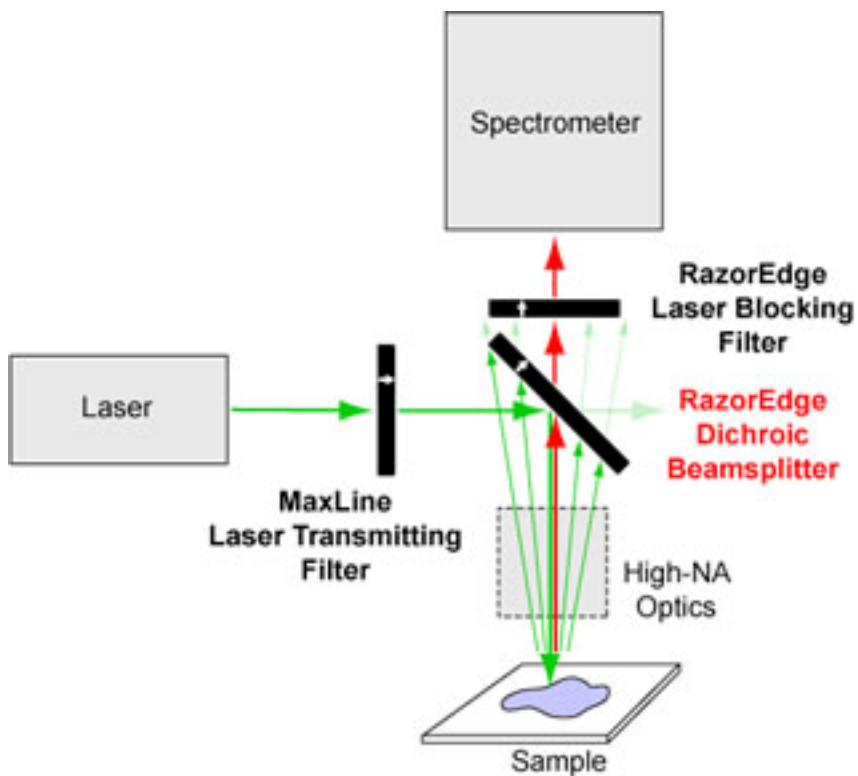 Spectrometer
RazorEdge
Laser Blocking
Filter
Laser
RazorEdge
Dichroic
Beamsplitter
MaxLine
Laser Transmitting
Filter
High-NA
Optics
Sample